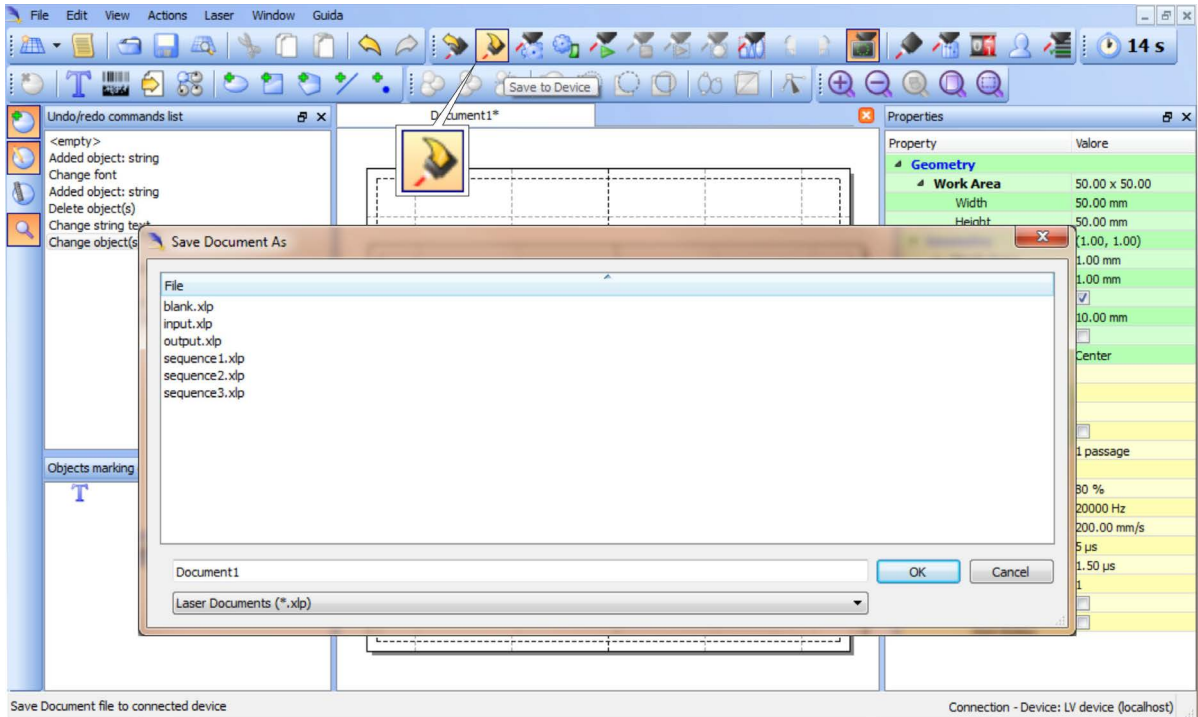 File Edit View Actions Laser Window Guida
14 s
Save to Device
Undo/redo commands list
<empty>
Added object: string
Change font
Added object: string
Delete object(s)
Change string text
Change object(s
Objects marking
T
Document1*
Properties
Property Valore
Geometry
Work Area 50.00 x 50.00
Width 50.00 mm
Height 50.00 mm
(1.00, 1.00)
1.00 mm
1.00 mm
10.00 mm
Center
1 passage
80 %
20000 Hz
200.00 mm/s
5 µs
1.50 µs
1
Save Document As
File
blank.xlp
input.xlp
output.xlp
sequence1.xlp
sequence2.xlp
sequence3.xlp
Document1
OK Cancel
Laser Documents (*.xlp)
Save Document file to connected device
Connection - Device: LV device (localhost)